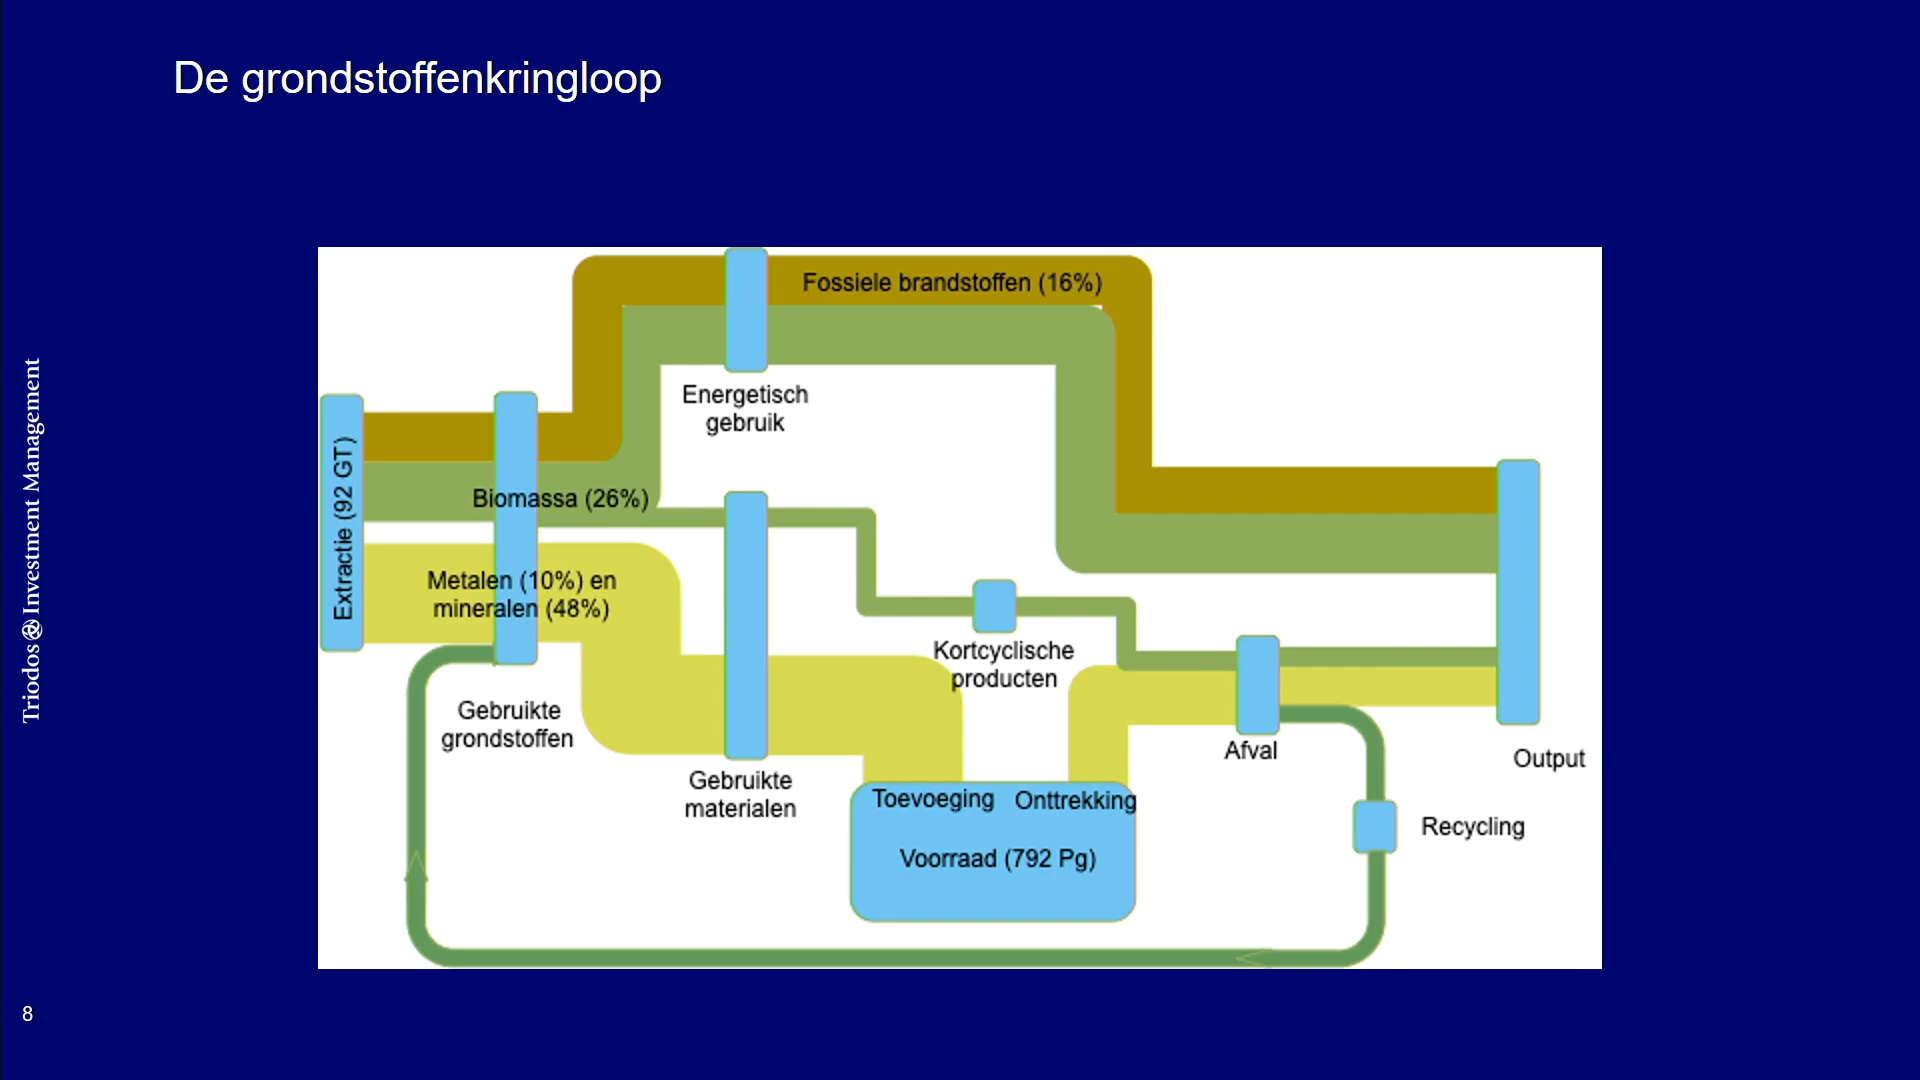 De grondstoffenkringloop
Fossiele brandstoffen (16%)
Energetisch
gebruik
Extractie (92 GT)
Biomassa (26%)
Metalen (10%) en
mineralen (48%)
Kortcyclische
producten
Gebruikte
grondstoffen
Gebruikte
materialen
Afval
Output
Toevoeging
Onttrekking
Voorraad (792 Pg)
Recycling
Triodos Investment Management
8